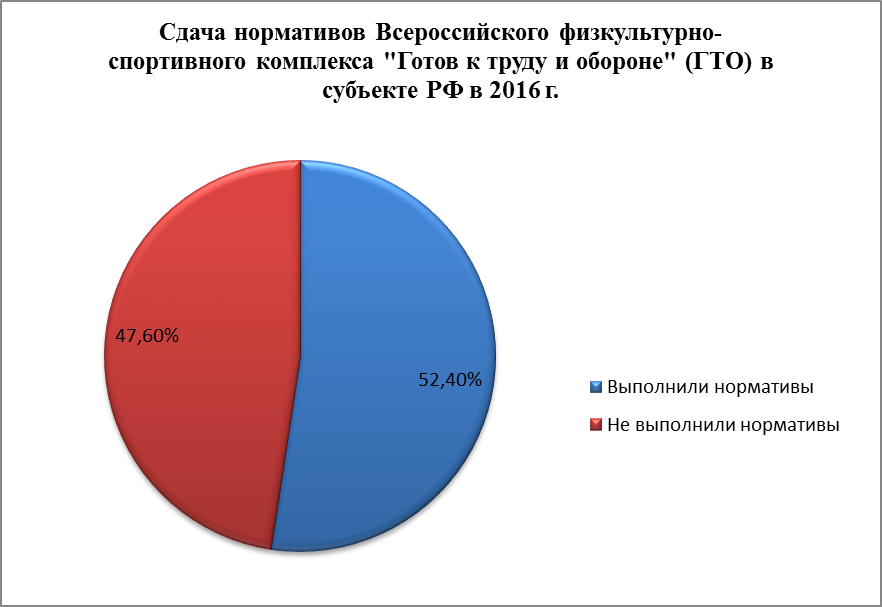 Сдача нормативов Всероссийского физкультурно-
спортивного комплекса "Готов к труду и обороне" (ГТО) в
субъекте РФ в 2016 г.
47,60%
52,40%
Выполнили нормативы
Не выполнили нормативы